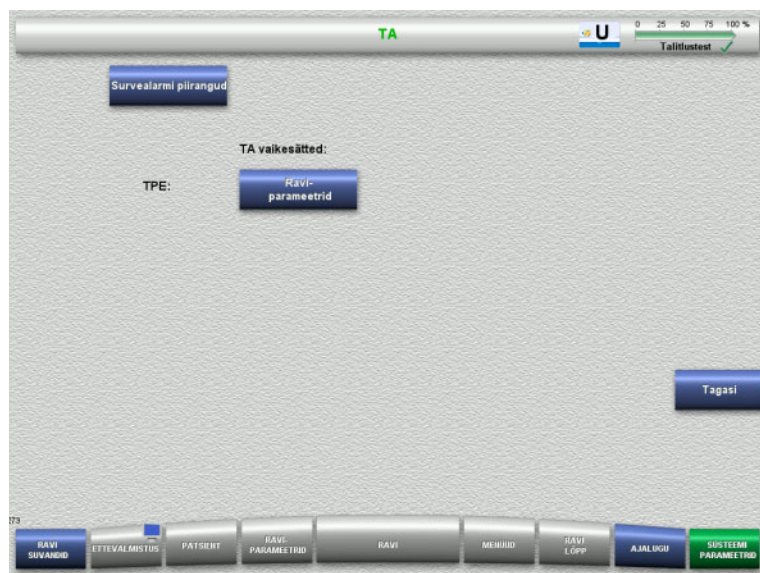 TA
U
0 25 50 75 100 %
Talitlustest
Survealarmi piirangud
TA vaikesätted:
TPE:
Ravi-
parameetrid
Tagasi
273
RAVI
SUVANDID
ETTEVALMISTUS
PATSIENT
RAVI-
PARAMEETRID
RAVI
MENÜÜD
RAVI
LÕPP
AJALUGU
SÜSTEEMI
PARAMEETRID